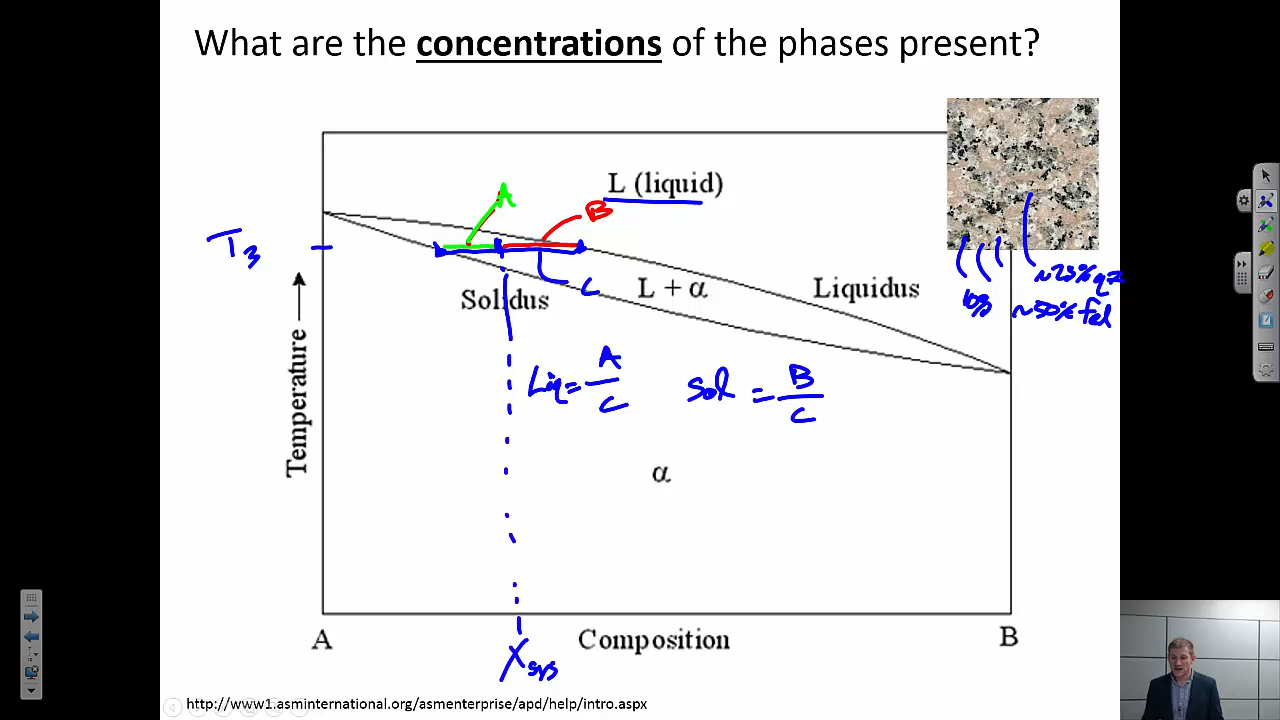 What are the concentrations of the phases present?
A
L (liquid)
B
T3
C
Solidus
L + α
Liquidus
~25% qz
10%
~50% fel
Temperature
Liq = A/C
Sol = B/C
α
A
Composition
B
Xsys
http://www1.asminternational.org/asmenterprise/apd/help/intro.aspx